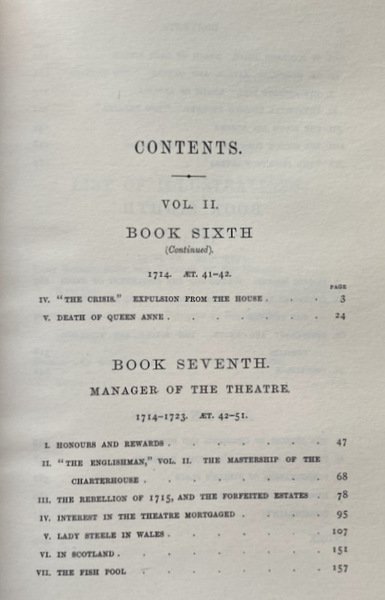 CONTENTS.
VOL. II.
BOOK SIXTH
(Continued).
1714. ÆT. 41-42.
PAGE
IV. "THE CRISIS." EXPULSION FROM THE HOUSE . . . 3
V. DEATH OF QUEEN ANNE . . . . . . . 24
BOOK SEVENTH.
MANAGER OF THE THEATRE.
1714-1723. ÆT. 42-51.
I. HONOURS AND REWARDS . . . . . . . 47
II. "THE ENGLISHMAN," VOL. II. THE MASTERSHIP OF THE
CHARTERHOUSE . . . . . . . . 68
III. THE REBELLION OF 1715, AND THE FORFEITED ESTATES . 78
IV. INTEREST IN THE THEATRE MORTGAGED . . . . 95
V. LADY STEELE IN WALES . . . . . . . 107
VI. IN SCOTLAND . . . . . . . . . 151
VII. THE FISH POOL . . . . . . . . 157